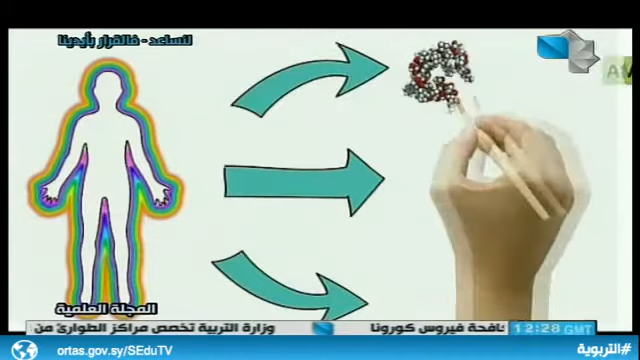 لنساعد - فالقرار بأيدينا
AV
المجلة العلمية
وزارة التربية تخصص مراكز الطوارئ من
افحة فيروس كورونا
12:28 GMT
ortas.gov.sy/SEduTV
#التربوية